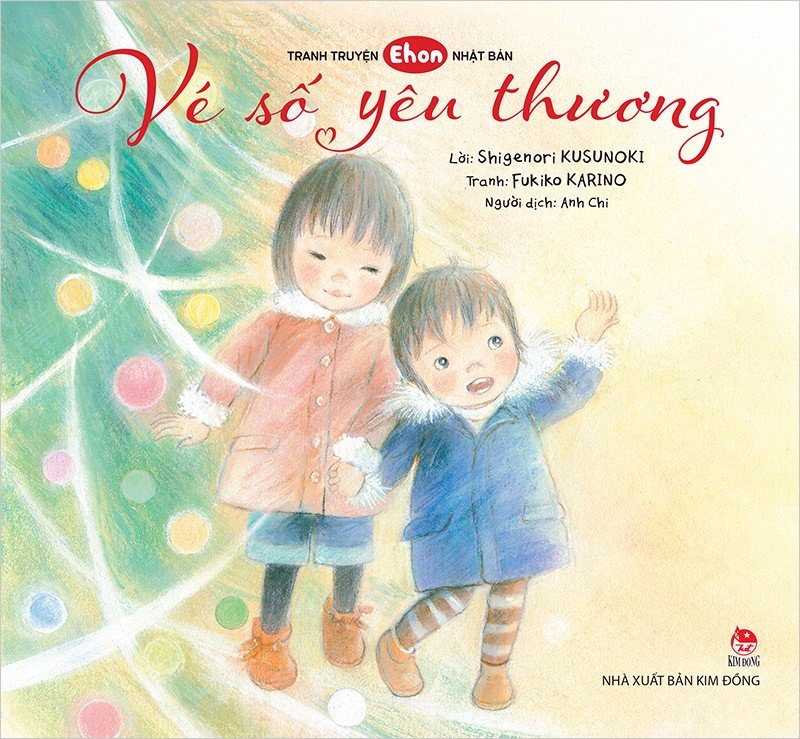 TRANH TRUYỆN Ehon NHẬT BẢN
Vé số yêu thương
Lời: Shigenori KUSUNOKI
Tranh: Fukiko KARINO
Người dịch: Anh Chi
KIM ĐỒNG
NHÀ XUẤT BẢN KIM ĐỒNG